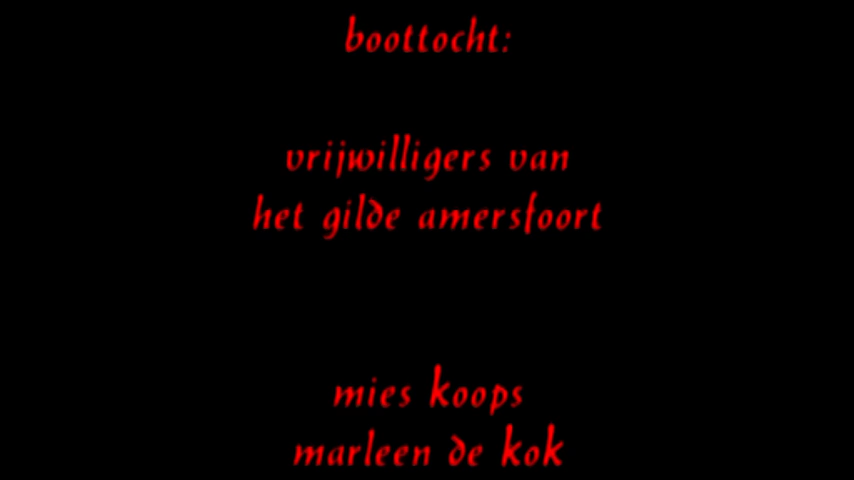 boottocht:
vrijwilligers van
het gilde amersfoort
mies koops
marleen de kok